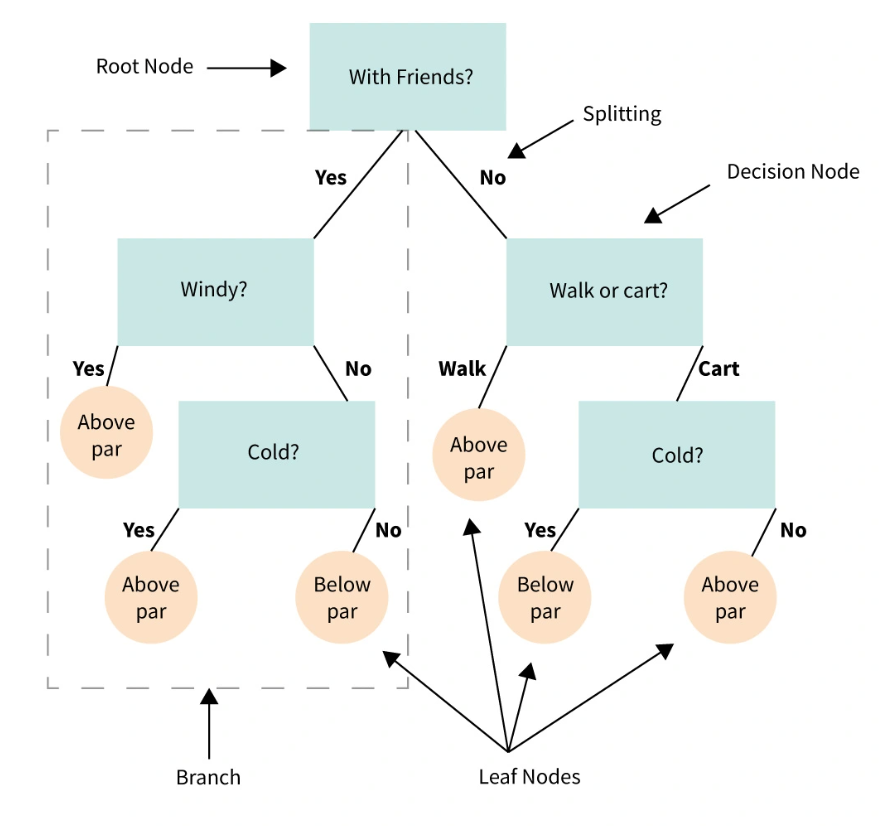 Root Node
With Friends?
Splitting
Decision Node
Yes
No
Windy?
Walk or cart?
Yes
No
Walk
Cart
Above
par
Cold?
Above
par
Cold?
Yes
No
Yes
No
Above
par
Below
par
Below
par
Above
par
Branch
Leaf Nodes